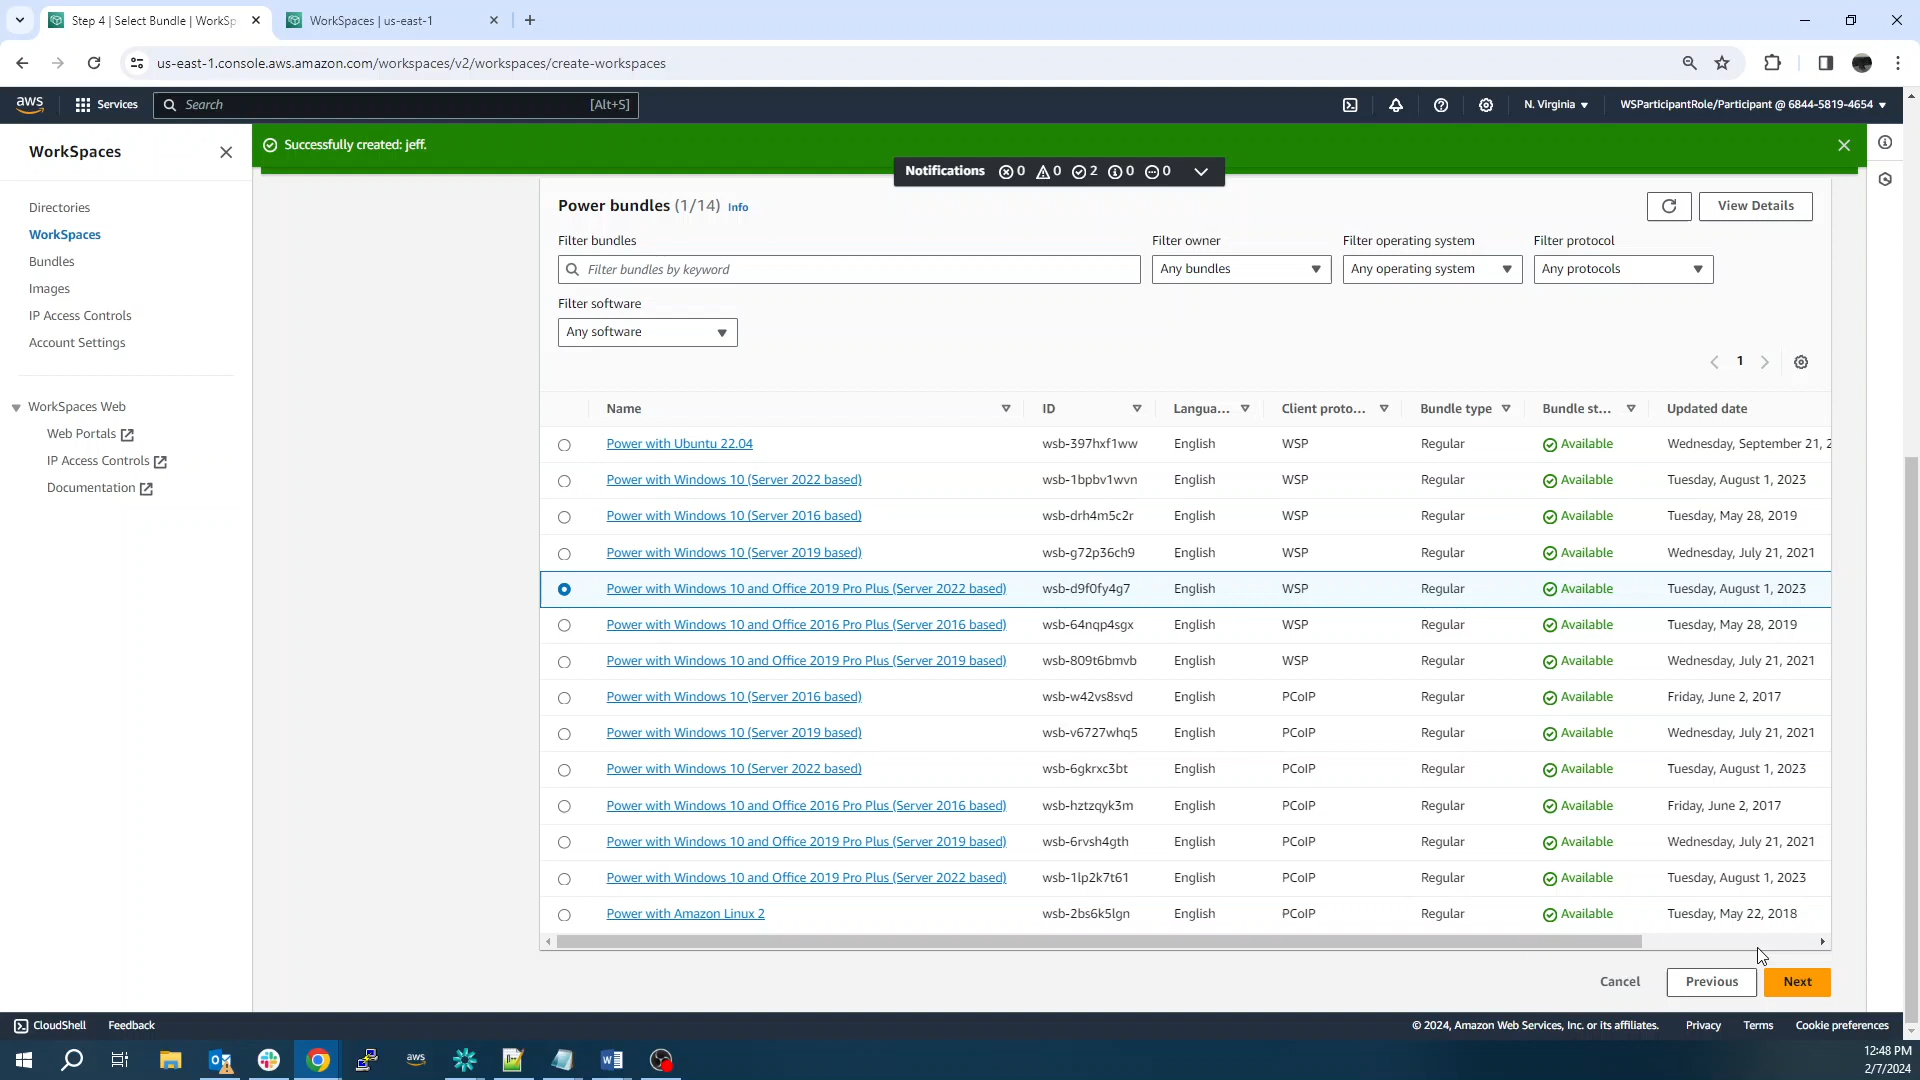 Step 4 | Select Bundle | WorkSp
WorkSpaces | us-east-1
us-east-1.console.aws.amazon.com/workspaces/v2/workspaces/create-workspaces
aws
Services
Search
[Alt+S]
N. Virginia
WSParticipantRole/Participant @ 6844-5819-4654
WorkSpaces
Directories
WorkSpaces
Bundles
Images
IP Access Controls
Account Settings
WorkSpaces Web
Web Portals
IP Access Controls
Documentation
Successfully created: jeff.
Notifications 0 0 2 0 0
Power bundles (1/14) Info
View Details
Filter bundles
Filter bundles by keyword
Filter owner
Any bundles
Filter operating system
Any operating system
Filter protocol
Any protocols
Filter software
Any software
1
Name ID Langua... Client proto... Bundle type Bundle st... Updated date
Power with Ubuntu 22.04 wsb-397hxf1ww English WSP Regular Available Wednesday, September 21, 2
Power with Windows 10 (Server 2022 based) wsb-1bpbv1wvn English WSP Regular Available Tuesday, August 1, 2023
Power with Windows 10 (Server 2016 based) wsb-drh4m5c2r English WSP Regular Available Tuesday, May 28, 2019
Power with Windows 10 (Server 2019 based) wsb-g72p36ch9 English WSP Regular Available Wednesday, July 21, 2021
Power with Windows 10 and Office 2019 Pro Plus (Server 2022 based) wsb-d9f0fy4g7 English WSP Regular Available Tuesday, August 1, 2023
Power with Windows 10 and Office 2016 Pro Plus (Server 2016 based) wsb-64nqp4sgx English WSP Regular Available Tuesday, May 28, 2019
Power with Windows 10 and Office 2019 Pro Plus (Server 2019 based) wsb-809t6bmvb English WSP Regular Available Wednesday, July 21, 2021
Power with Windows 10 (Server 2016 based) wsb-w42vs8svd English PCoIP Regular Available Friday, June 2, 2017
Power with Windows 10 (Server 2019 based) wsb-v6727whq5 English PCoIP Regular Available Wednesday, July 21, 2021
Power with Windows 10 (Server 2022 based) wsb-6gkrxc3bt English PCoIP Regular Available Tuesday, August 1, 2023
Power with Windows 10 and Office 2016 Pro Plus (Server 2016 based) wsb-hztzqyk3m English PCoIP Regular Available Friday, June 2, 2017
Power with Windows 10 and Office 2019 Pro Plus (Server 2019 based) wsb-6rvsh4gth English PCoIP Regular Available Wednesday, July 21, 2021
Power with Windows 10 and Office 2019 Pro Plus (Server 2022 based) wsb-1lp2k7t61 English PCoIP Regular Available Tuesday, August 1, 2023
Power with Amazon Linux 2 wsb-2bs6k5lgn English PCoIP Regular Available Tuesday, May 22, 2018
Cancel
Previous
Next
CloudShell
Feedback
© 2024, Amazon Web Services, Inc. or its affiliates.
Privacy
Terms
Cookie preferences
aws
12:48 PM
2/7/2024